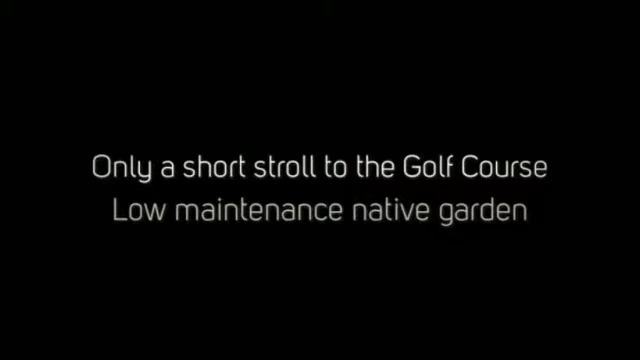 Only a short stroll to the Golf Course
Low maintenance native garden